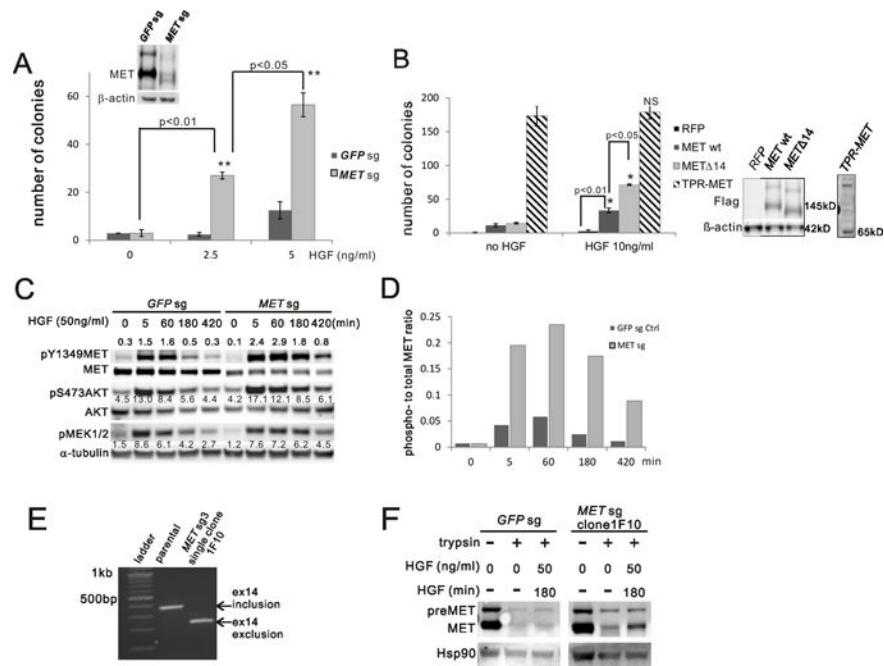 A
GFP sg
MET sg
MET
β-actin
p<0.05
**
p<0.01
**
number of colonies
60
40
20
0
GFP sg
MET sg
0 2.5 5 HGF (ng/ml)
B
number of colonies
200
150
100
50
0
NS
p<0.05
p<0.01
*
*
no HGF HGF 10ng/ml
RFP
MET wt
METΔ14
TPR-MET
RFP
MET wt
METΔ14
TPR-MET
Flag
145kD
ß-actin
42kD
65kD
C
GFP sg MET sg
HGF (50ng/ml) 0 5 60 180 420 0 5 60 180 420(min)
0.3 1.5 1.6 0.5 0.3 0.1 2.4 2.9 1.8 0.8
pY1349MET
MET
pS473AKT
4.5 13.0 8.4 5.6 4.4 4.2 17.1 12.1 8.5 6.1
AKT
pMEK1/2
1.5 8.6 6.1 4.2 2.7 1.2 7.6 7.2 6.2 4.5
α-tubulin
D
phospho- to total MET ratio
0.25
0.2
0.15
0.1
0.05
0
GFP sg Ctrl
MET sg
0 5 60 180 420 min
E
ladder
parental
MET sg3
single clone
1F10
1kb
500bp
ex14
inclusion
ex14
exclusion
F
GFP sg
MET sg
clone1F10
trypsin - + + - + +
HGF (ng/ml) 0 0 50 0 0 50
HGF (min) - - 180 - - 180
preMET
MET
Hsp90